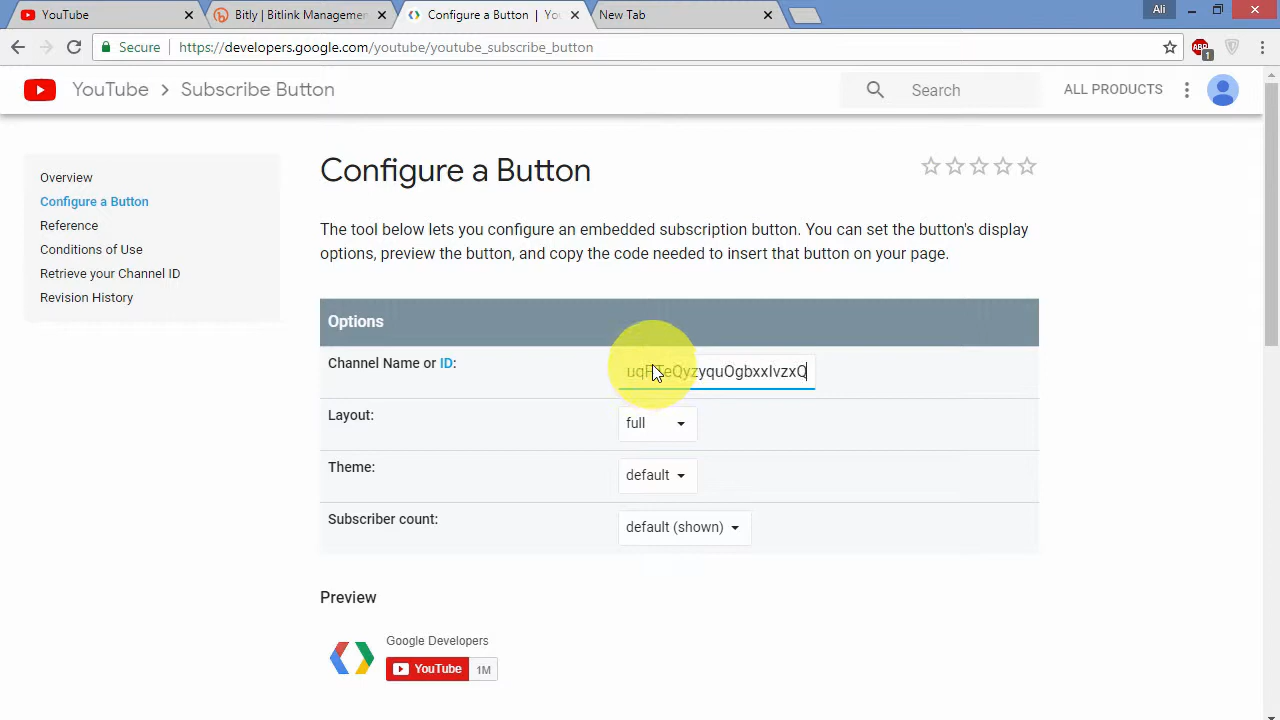 YouTube
Bitly | Bitlink Managemen
Configure a Button | You
New Tab
Ali
Secure
https://developers.google.com/youtube/youtube_subscribe_button
ABP
1
YouTube > Subscribe Button
Search
ALL PRODUCTS
Overview
Configure a Button
Reference
Conditions of Use
Retrieve your Channel ID
Revision History
Configure a Button
The tool below lets you configure an embedded subscription button. You can set the button's display
options, preview the button, and copy the code needed to insert that button on your page.
Options
Channel Name or ID:
Layout:
full
Theme:
default
Subscriber count:
default (shown)
Preview
Google Developers
YouTube
1M